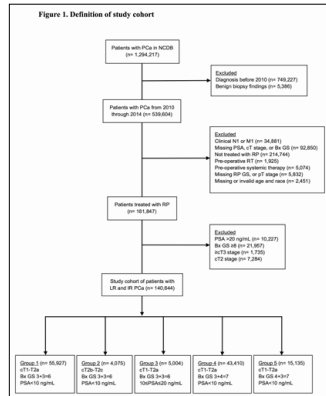 Figure 1. Definition of study cohort
Patients with PCa in NCDB
1,294,217
Excluded
Diagnosis before 2010 (n= 749,227)
Benign biopsy findings (n= 5,386)
Patients with PCa from 2010
through 2014 (n= 539,604)
Excluded
Clinical N1 or M1 (n= 34,881)
Missing PSA, cT stage, or Bx GS (n= 92,850)
Not treated with RP (n= 214,744)
Pre-operative RT (n= 1,925)
Pre-operative systemic therapy (n= 5,074)
Missing RP GS, or pT stage (n= 5,832)
Missing or invalid age and race (n= 2,451)
Patients treated with RP
(n= 181,847)
Excluded
PSA >20 ng/mL (n= 10,227)
Bx GS ≥8 (n= 21,957)
≥cT3 stage (n= 1,735)
cT2 stage (n= 7,284)
Study cohort of patients with
LR and IR PCa (n= 140,644)
Group 1 (n= 55,927)
cT1-T2a
Bx GS 3+3=6
PSA<10 ng/mL
Group 2 (n= 4,075)
cT2b-T2c
Bx GS 3+3=6
PSA<10 ng/mL
Group 3 (n= 5,004)
cT1-T2a
Bx GS 3+3=6
10≤PSA≤20 ng/mL
Group 4 (n= 43,410)
cT1-T2a
Bx GS 3+4=7
PSA<10 ng/mL
Group 5 (n= 15,135)
cT1-T2a
Bx GS 4+3=7
PSA<10 ng/mL